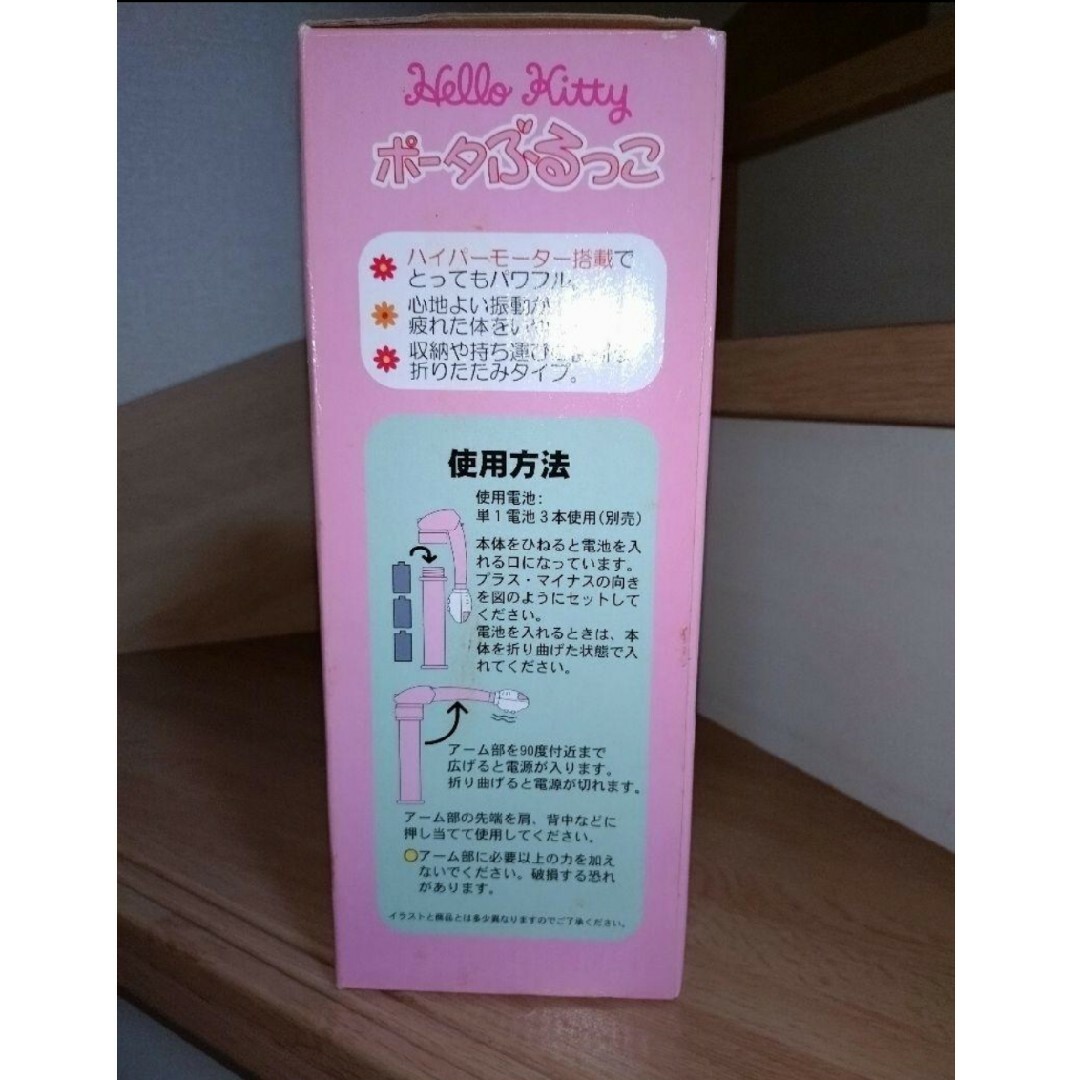 Hello Kitty
ポータぶるっこ
ハイパーモーター搭載で
とってもパワフル。
心地よい振動が
疲れた体をいや
収納や持ち運び
折りたたみタイプ。
使用方法
使用電池:
単1電池3本使用(別売)
本体をひねると電池を入
れる口になっています。
プラス・マイナスの向き
を図のようにセットして
ください。
電池を入れるときは、本
体を折り曲げた状態で入
れてください。
アーム部を90度付近まで
広げると電源が入ります。
折り曲げると電源が切れます。
アーム部の先端を肩、背中などに
押し当てて使用してください。
アーム部に必要以上の力を加え
ないでください。破損する恐れ
があります。
イラストと商品とは多少異なりますのでご了承ください。